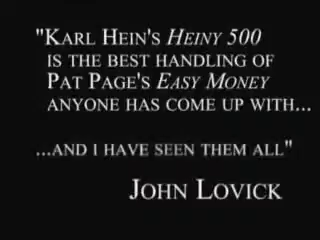 "Karl Hein's Heiny 500
is the best handling of
Pat Page's Easy Money
anyone has come up with...
...and i have seen them all"
John Lovick